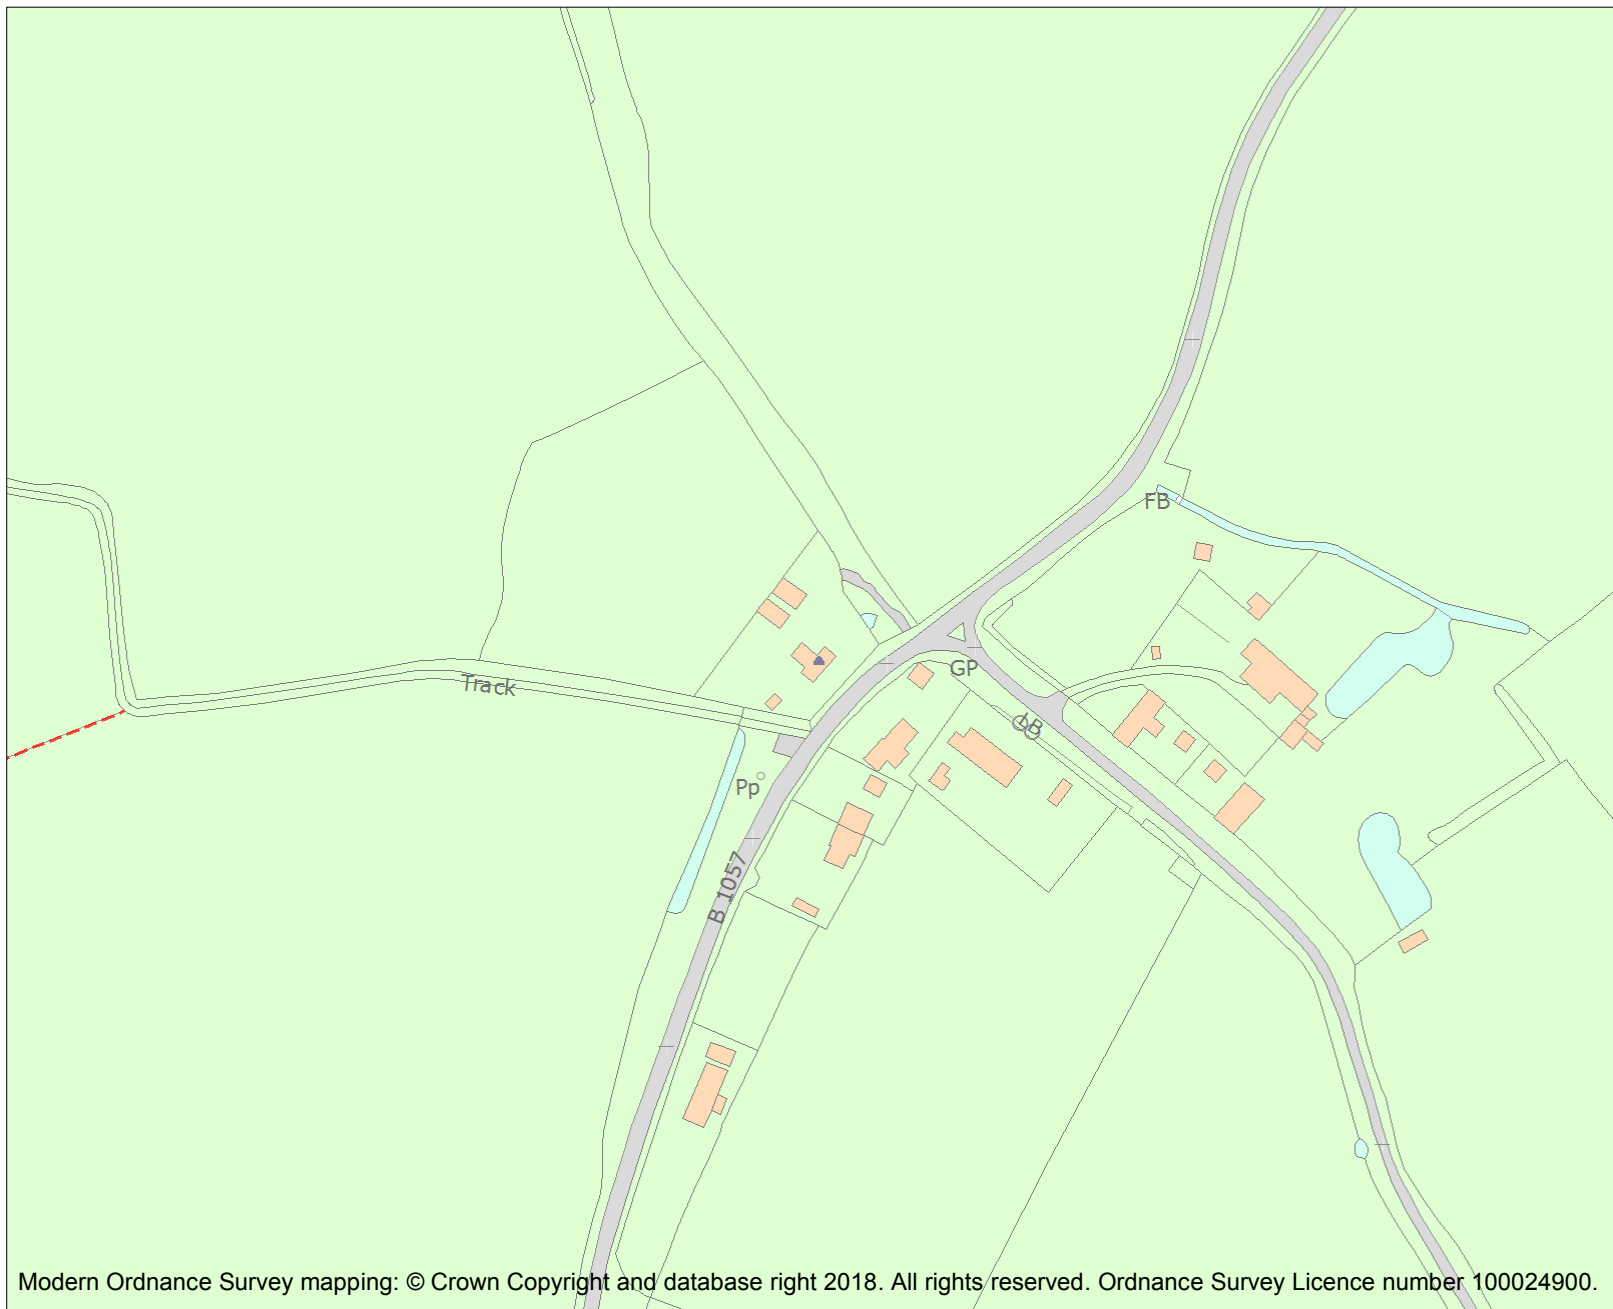 FB
GP
Track
LB
Pp
B 1057
Modern Ordnance Survey mapping: © Crown Copyright and database right 2018. All rights reserved. Ordnance Survey Licence number 100024900.